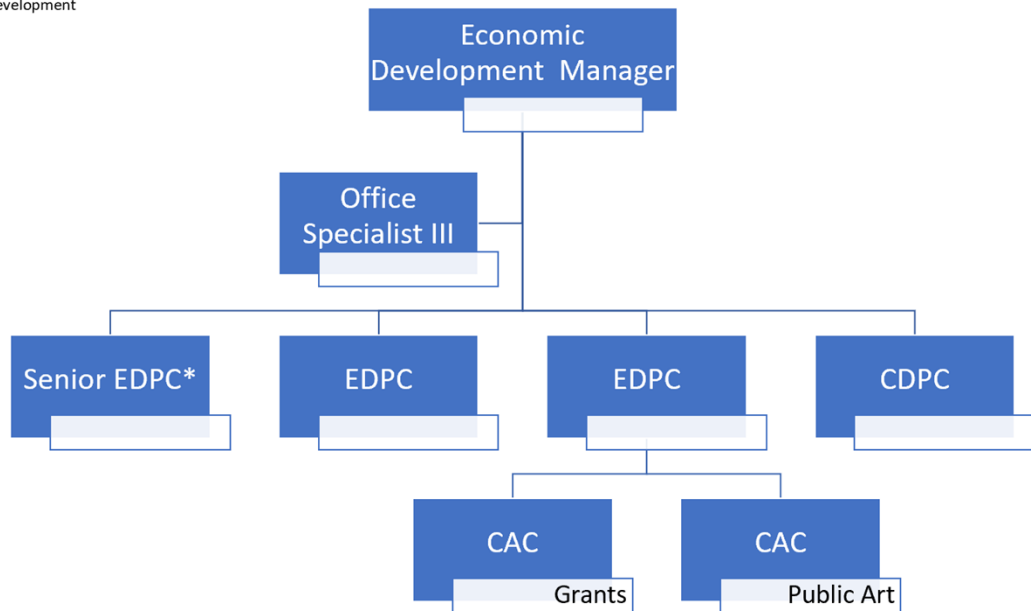 evelopment
Economic
Development Manager
Office
Specialist III
Senior EDPC*
EDPC
EDPC
CDPC
CAC
CAC
Grants
Public Art